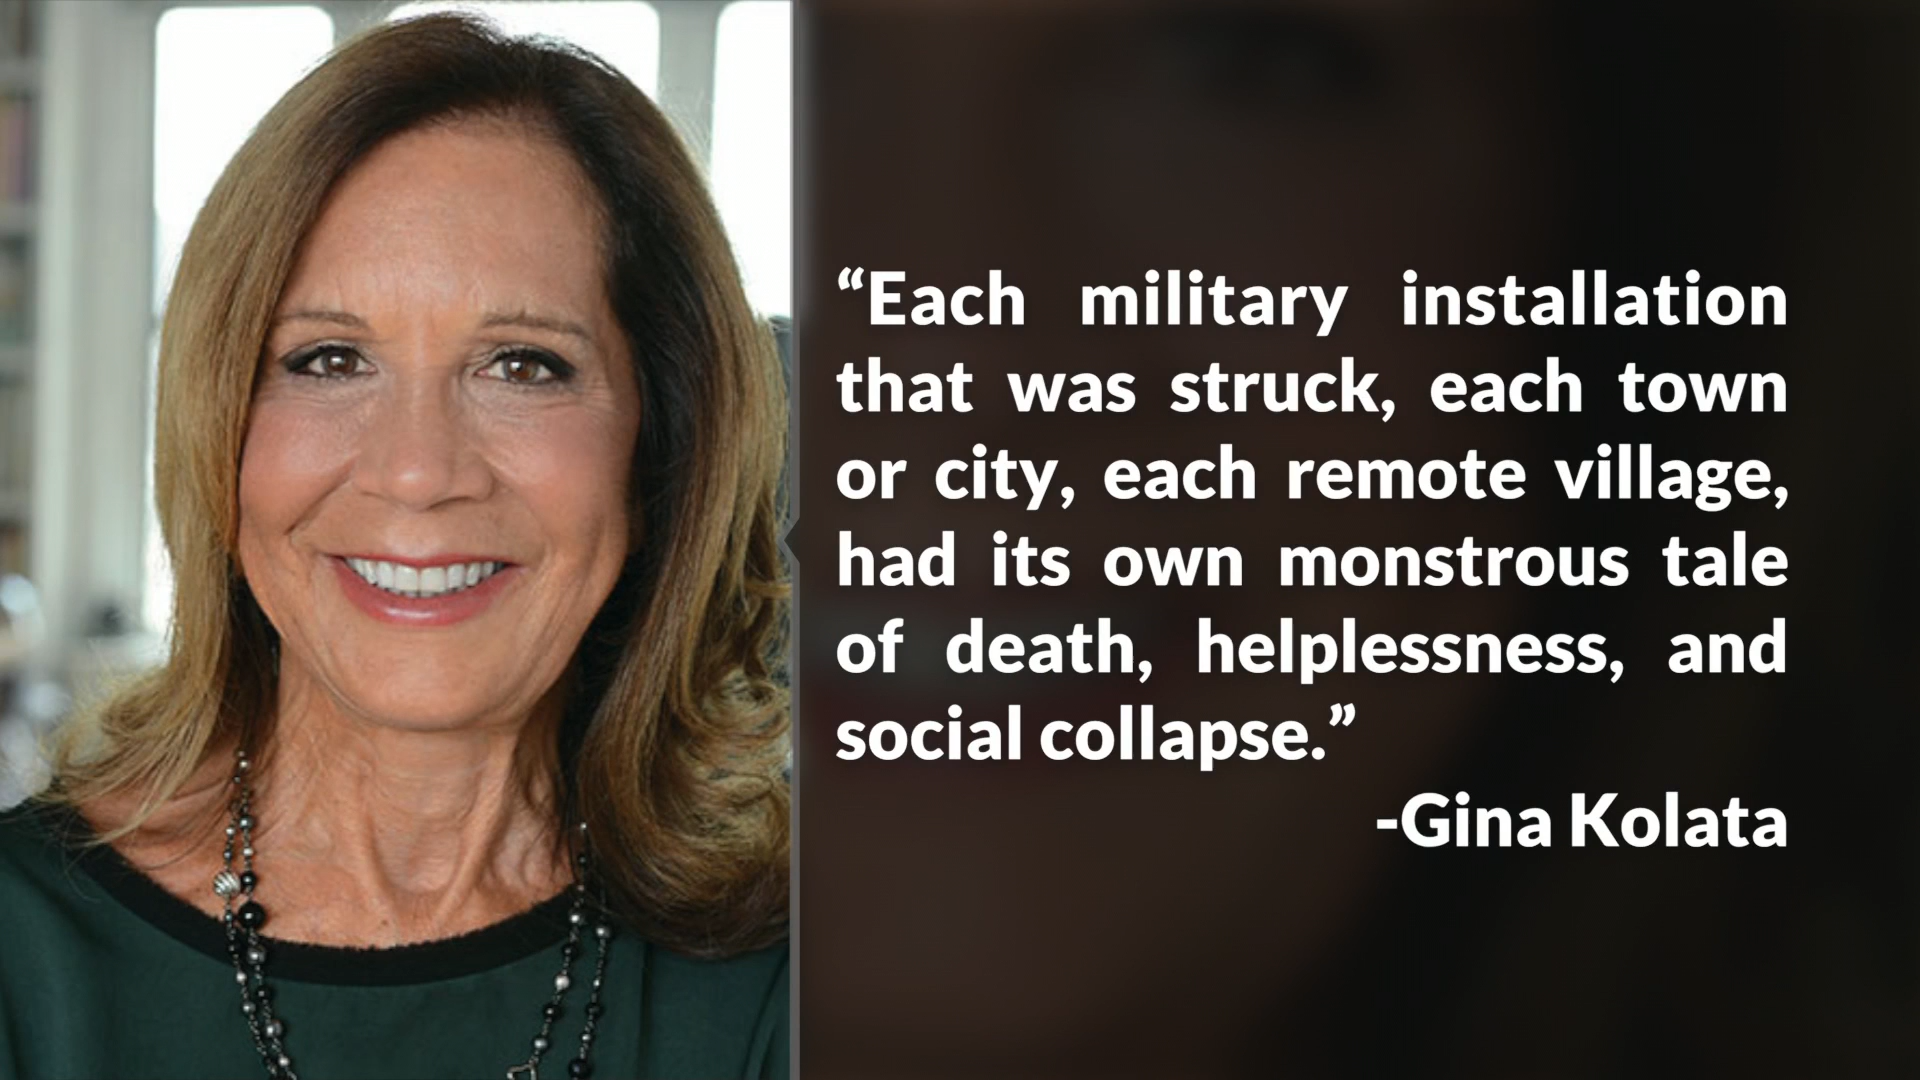 “Each military installation
that was struck, each town
or city, each remote village,
had its own monstrous tale
of death, helplessness, and
social collapse.”
-Gina Kolata